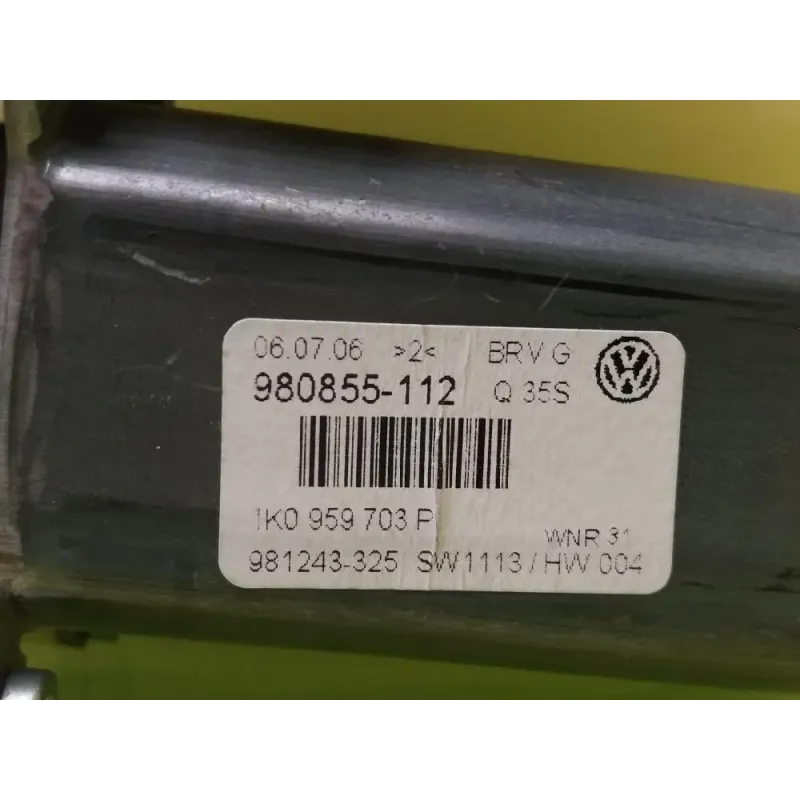 06.07.06 >2< BRV G
980855-112 Q 35S
1K0 959 703 P
WNR 31
981243-325 SW1113 / HW 004